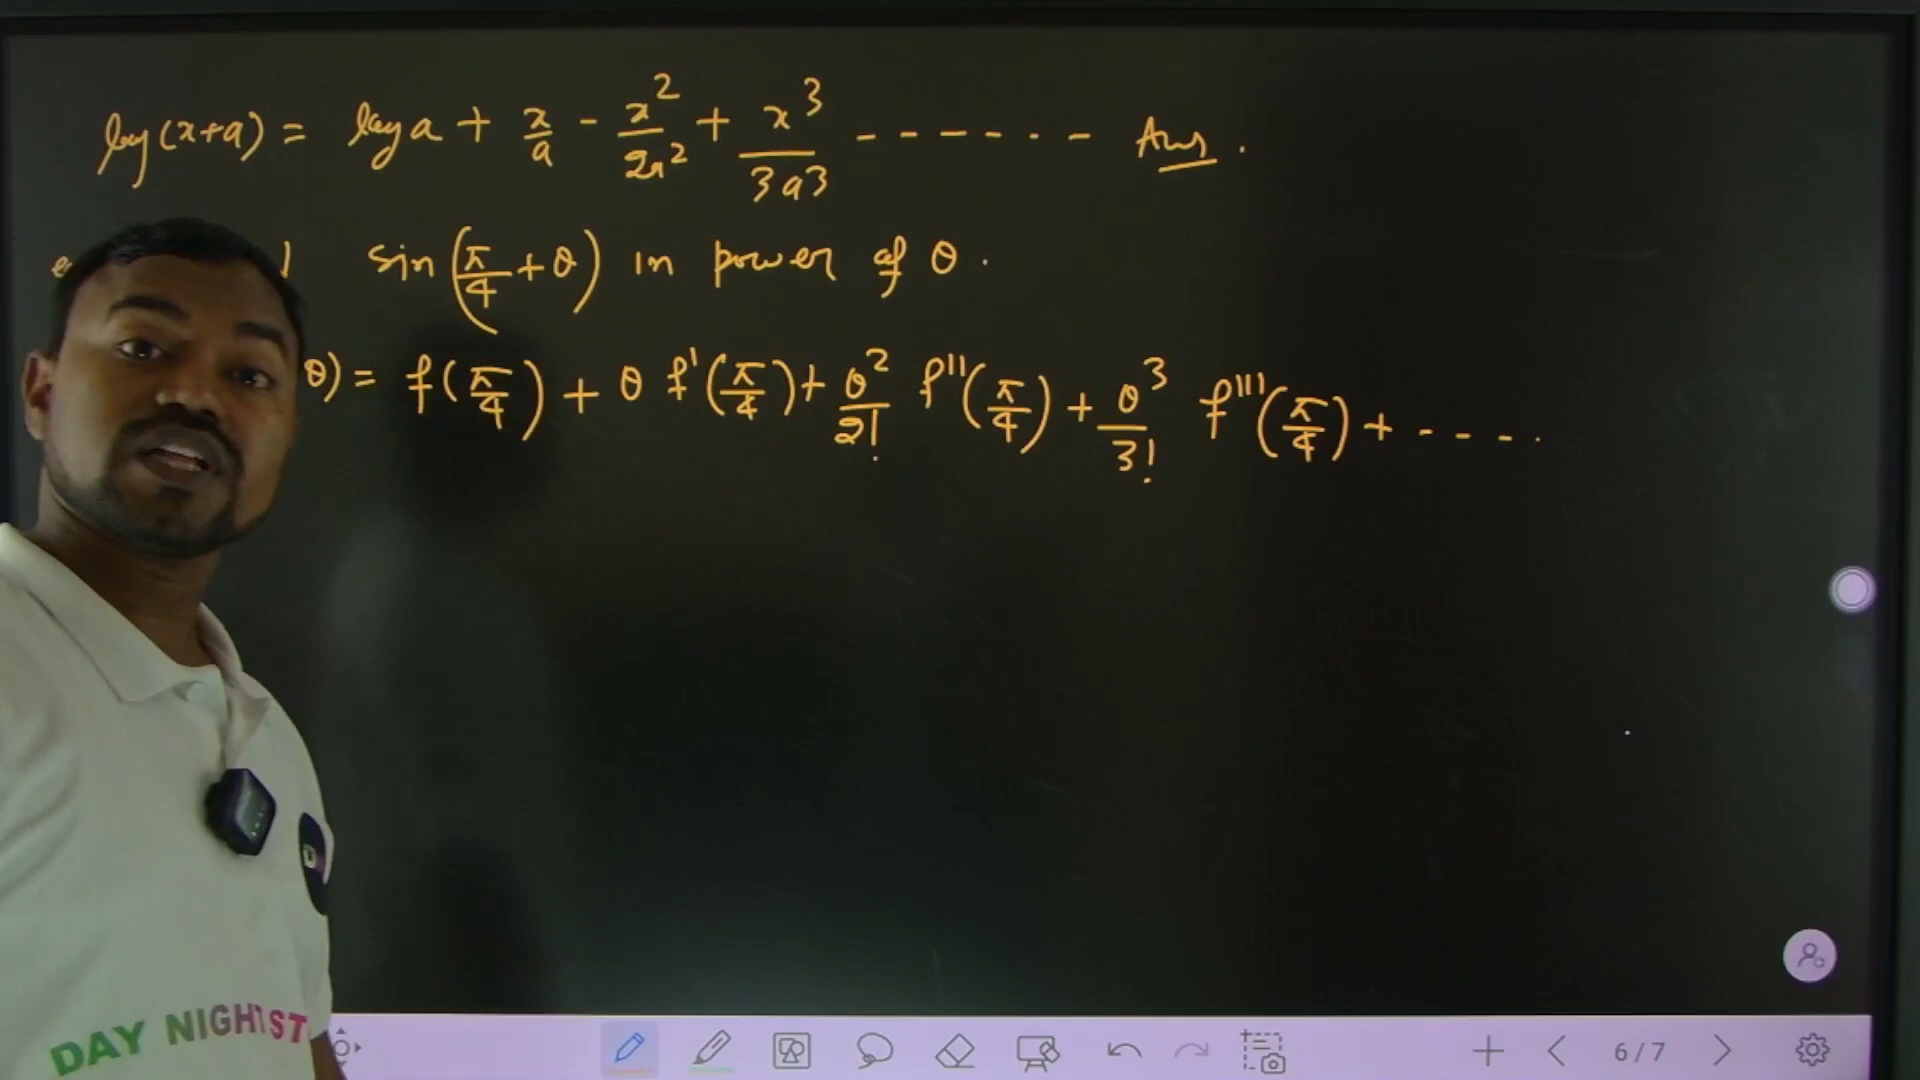 log(x+a) = log a + x/a - x²/2a² + x³/3a³ ------- Ans.
sin(π/4+θ) in power of θ.
θ) = f(π/4) + θ f'(π/4) + θ²/2! f''(π/4) + θ³/3! f'''(π/4) + ----
DAY NIGHT ST
6/7